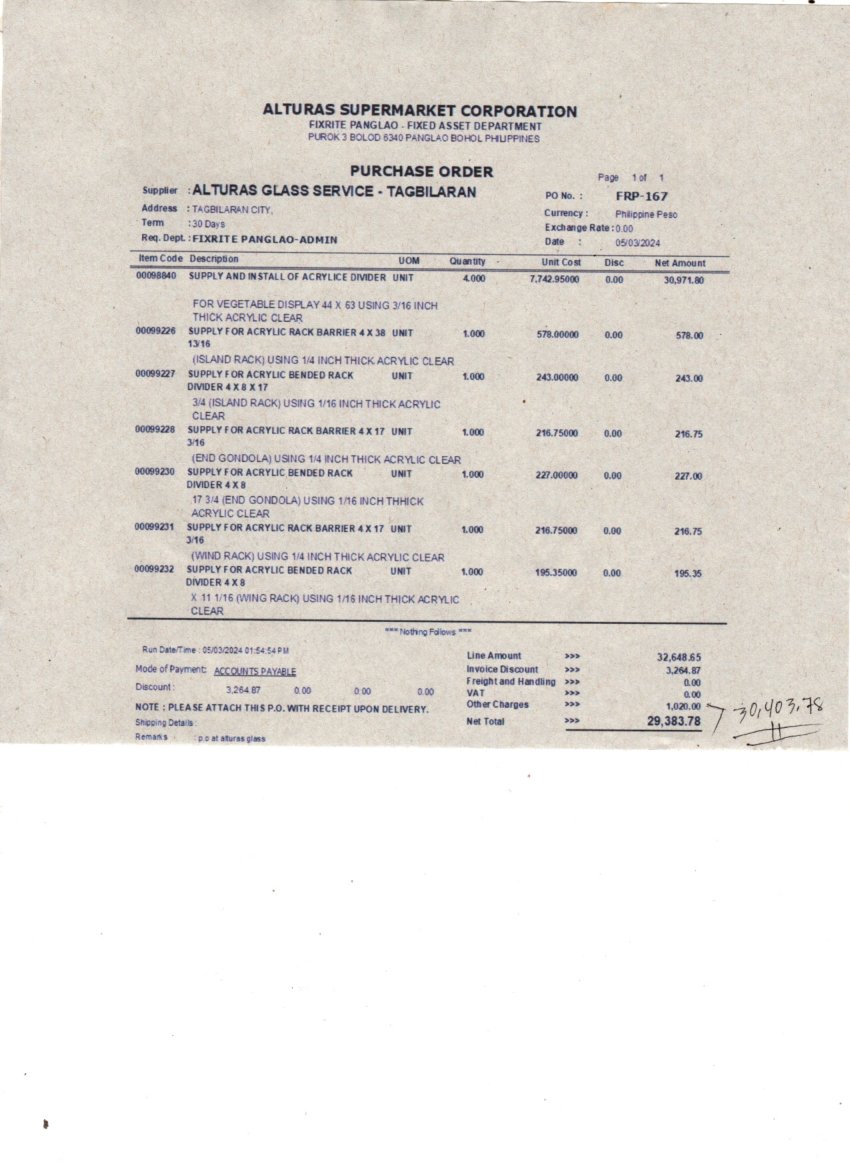 ALTURAS SUPERMARKET CORPORATION
FIXRITE PANGLAO - FIXED ASSET DEPARTMENT
PUROK 3 BOLOD 6340 PANGLAO BOHOL PHILIPPINES
PURCHASE ORDER
Page 1 of 1
Supplier : ALTURAS GLASS SERVICE - TAGBILARAN
PO No. : FRP-167
Address : TAGBILARAN CITY,
Currency : Philippine Peso
Term : 30 Days
Exchange Rate : 0.00
Req. Dept. : FIXRITE PANGLAO-ADMIN
Date : 05/03/2024
Item Code Description UOM Quantity - Unit Cost Disc Net Amount
00098840 SUPPLY AND INSTALL OF ACRYLICE DIVIDER UNIT 4.000 7,742.95000 0.00 30,971.80
FOR VEGETABLE DISPLAY 44 X 63 USING 3/16 INCH
THICK ACRYLIC CLEAR
00099226 SUPPLY FOR ACRYLIC RACK BARRIER 4 X 38 UNIT 1.000 578.00000 0.00 578.00
13/16
(ISLAND RACK) USING 1/4 INCH THICK ACRYLIC CLEAR
00099227 SUPPLY FOR ACRYLIC BENDED RACK UNIT 1.000 243.00000 0.00 243.00
DIVIDER 4 X 8 X 17
3/4 (ISLAND RACK) USING 1/16 INCH THICK ACRYLIC
CLEAR
00099228 SUPPLY FOR ACRYLIC RACK BARRIER 4 X 17 UNIT 1.000 216.75000 0.00 216.75
3/16
(END GONDOLA) USING 1/4 INCH THICK ACRYLIC CLEAR
00099230 SUPPLY FOR ACRYLIC BENDED RACK UNIT 1.000 227.00000 0.00 227.00
DIVIDER 4 X 8
17 3/4 (END GONDOLA) USING 1/16 INCH THHICK
ACRYLIC CLEAR
00099231 SUPPLY FOR ACRYLIC RACK BARRIER 4 X 17 UNIT 1.000 216.75000 0.00 216.75
3/16
(WIND RACK) USING 1/4 INCH THICK ACRYLIC CLEAR
00099232 SUPPLY FOR ACRYLIC BENDED RACK UNIT 1.000 195.35000 0.00 195.35
DIVIDER 4 X 8
X 11 1/16 (WING RACK) USING 1/16 INCH THICK ACRYLIC
CLEAR
*** Nothing Follows ***
Run Date/Time : 05/03/2024 01:54:54 PM
Line Amount >>> 32,648.65
Mode of Payment: ACCOUNTS PAYABLE
Invoice Discount >>> 3,264.87
Freight and Handling >>> 0.00
Discount : 3,264.87 0.00 0.00 0.00
VAT >>> 0.00
NOTE : PLEASE ATTACH THIS P.O. WITH RECEIPT UPON DELIVERY.
Other Charges >>> 1,020.00
30,403.78
Shipping Details :
Net Total >>> 29,383.78
Remarks : p.o at alturas glass